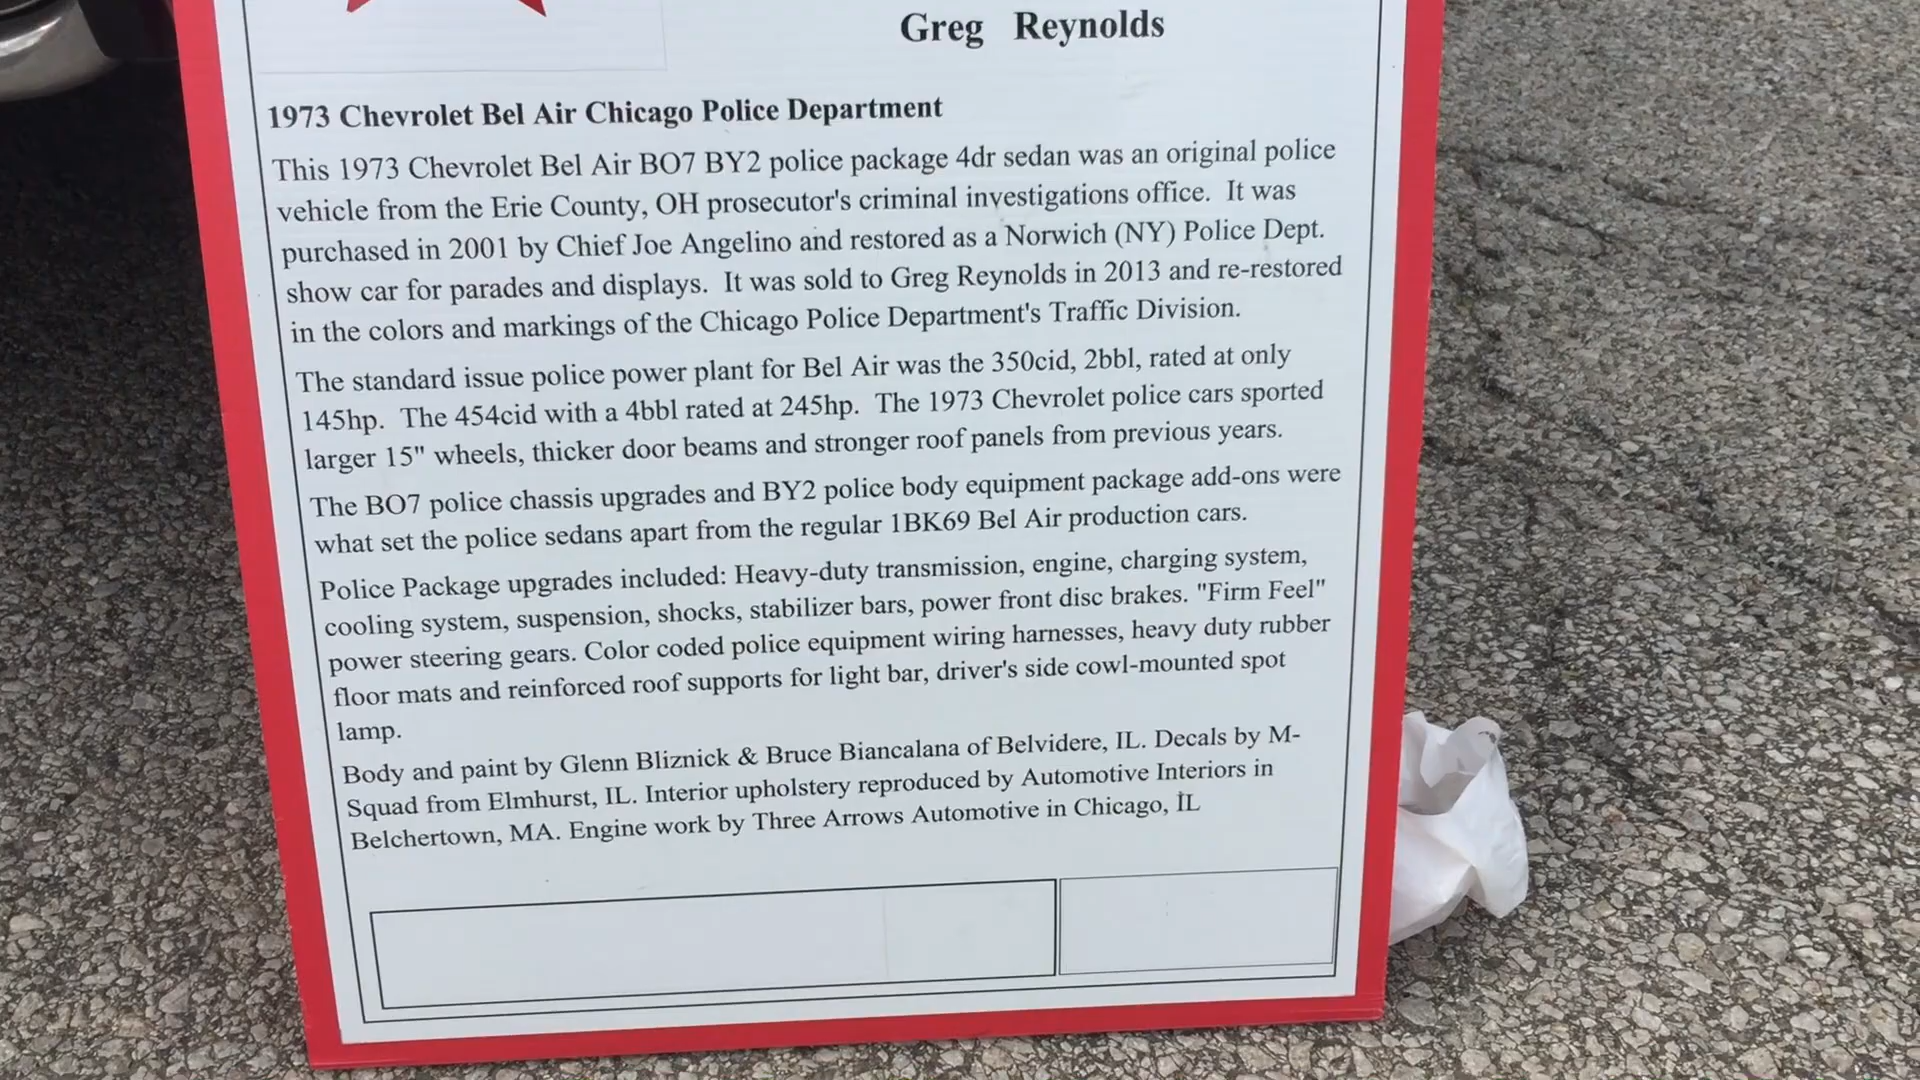 Greg Reynolds
1973 Chevrolet Bel Air Chicago Police Department
This 1973 Chevrolet Bel Air BO7 BY2 police package 4dr sedan was an original police
vehicle from the Erie County, OH prosecutor's criminal investigations office. It was
purchased in 2001 by Chief Joe Angelino and restored as a Norwich (NY) Police Dept.
show car for parades and displays. It was sold to Greg Reynolds in 2013 and re-restored
in the colors and markings of the Chicago Police Department's Traffic Division.
The standard issue police power plant for Bel Air was the 350cid, 2bbl, rated at only
145hp. The 454cid with a 4bbl rated at 245hp. The 1973 Chevrolet police cars sported
larger 15" wheels, thicker door beams and stronger roof panels from previous years.
The BO7 police chassis upgrades and BY2 police body equipment package add-ons were
what set the police sedans apart from the regular 1BK69 Bel Air production cars.
Police Package upgrades included: Heavy-duty transmission, engine, charging system,
cooling system, suspension, shocks, stabilizer bars, power front disc brakes. "Firm Feel"
power steering gears. Color coded police equipment wiring harnesses, heavy duty rubber
floor mats and reinforced roof supports for light bar, driver's side cowl-mounted spot
lamp.
Body and paint by Glenn Bliznick & Bruce Biancalana of Belvidere, IL. Decals by M-
Squad from Elmhurst, IL. Interior upholstery reproduced by Automotive Interiors in
Belchertown, MA. Engine work by Three Arrows Automotive in Chicago, IL